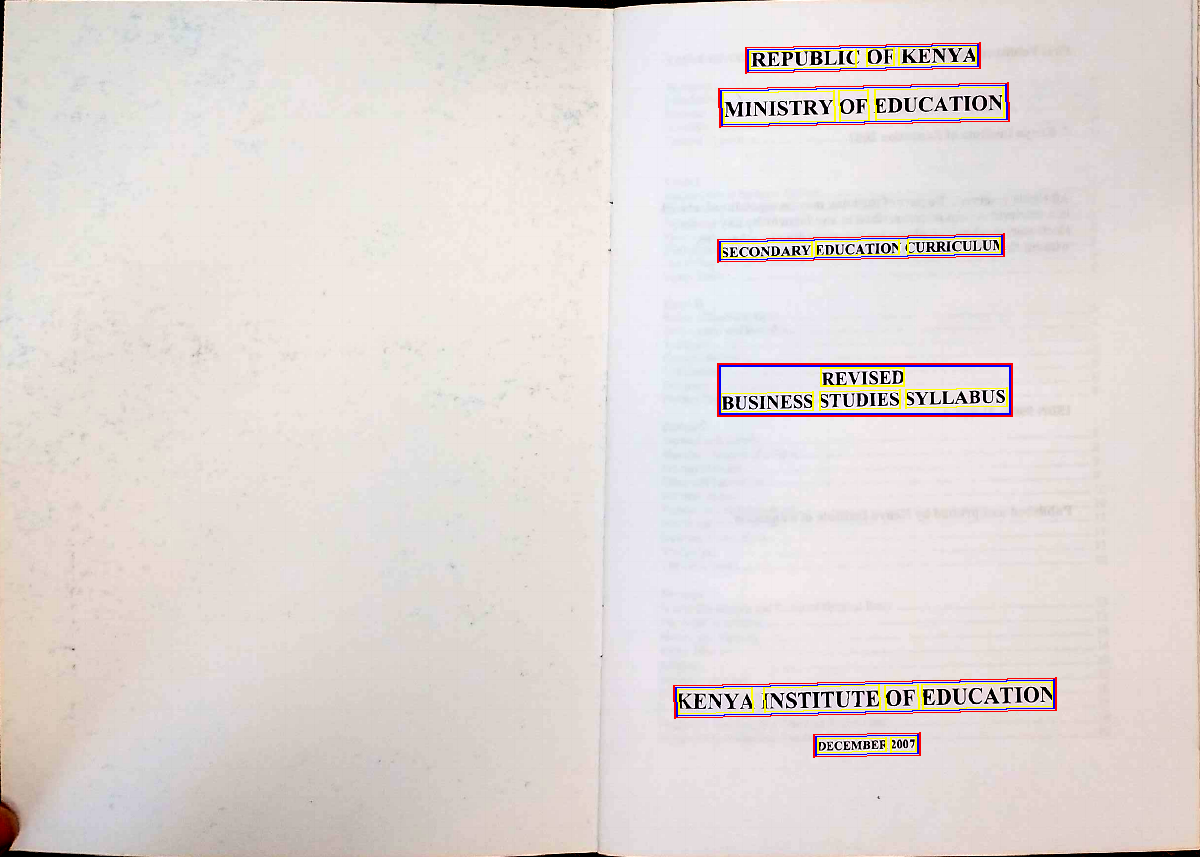 REPUBLIC OF KENYA
MINISTRY OF EDUCATION
SECONDARY EDUCATION CURRICULUM
REVISED
BUSINESS STUDIES SYLLABUS
KENYA INSTITUTE OF EDUCATION
DECEMBER 2007